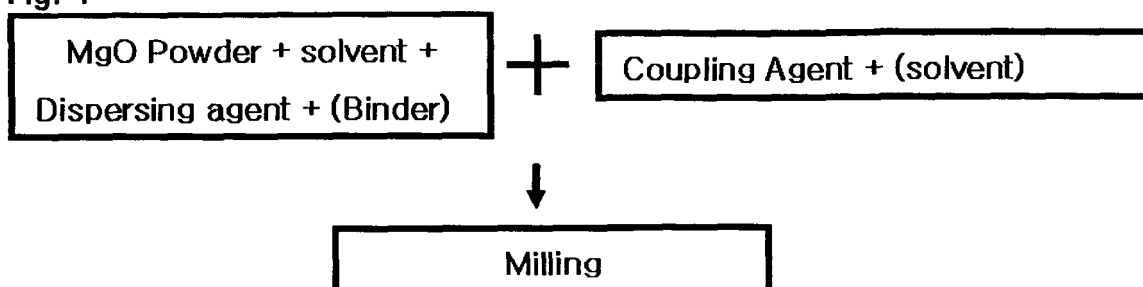 MgO Powder + solvent +
Dispersing agent + (Binder)
+
Coupling Agent + (solvent)
Milling